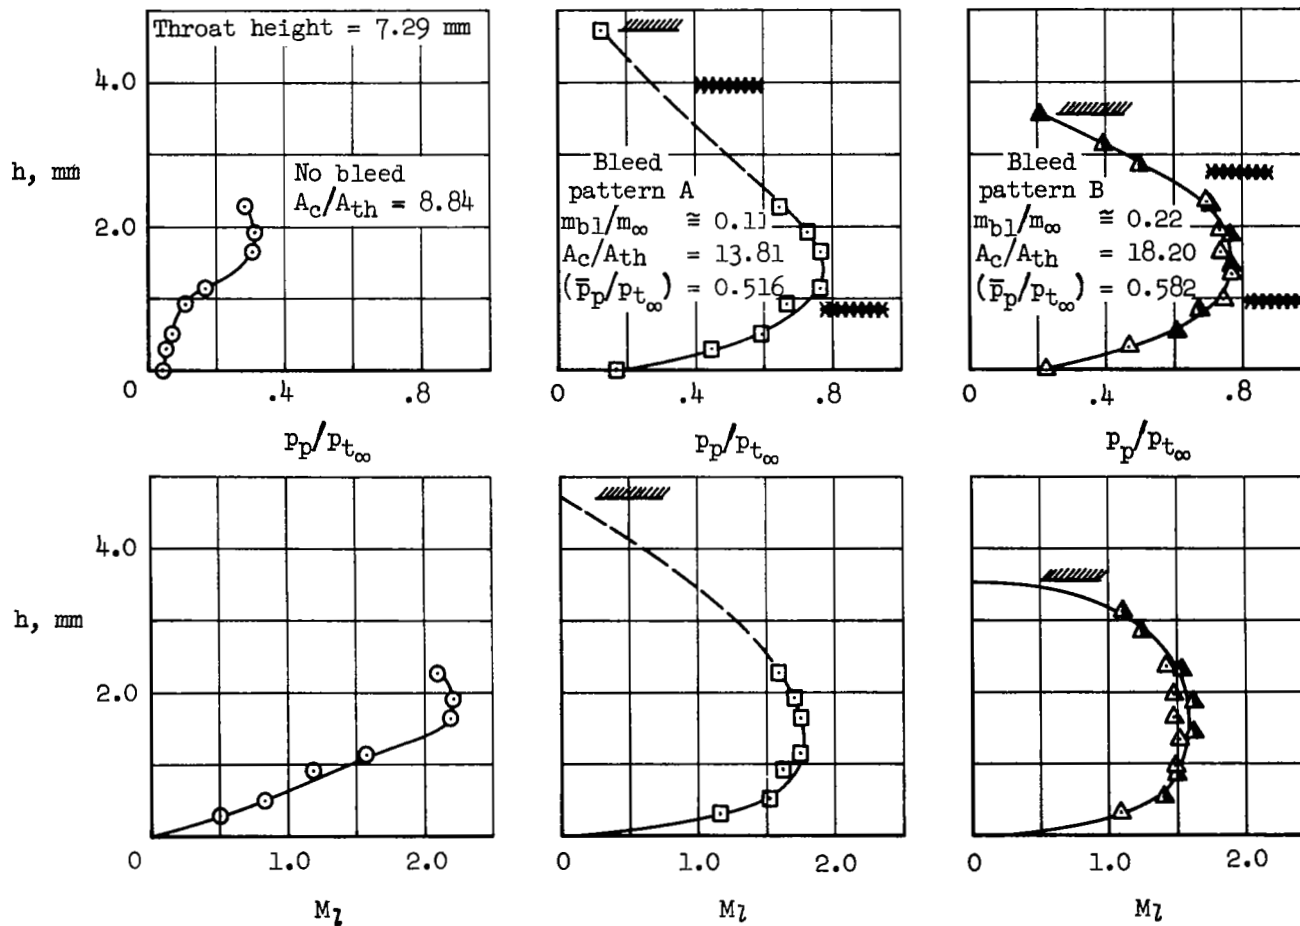 Throat height = 7.29 mm
4.0
h, mm
2.0
0
No bleed
A_c/A_th = 8.84
0 .4 .8
p_p/p_t∞
Bleed
pattern A
m_bl/m_∞ ≅ 0.11
A_c/A_th = 13.81
(p̄_p/p_t∞) = 0.516
0 .4 .8
p_p/p_t∞
Bleed
pattern B
m_bl/m_∞ ≅ 0.22
A_c/A_th = 18.20
(p̄_p/p_t∞) = 0.582
0 .4 .8
p_p/p_t∞
4.0
h, mm
2.0
0 1.0 2.0
M_l
0 1.0 2.0
M_l
0 1.0 2.0
M_l